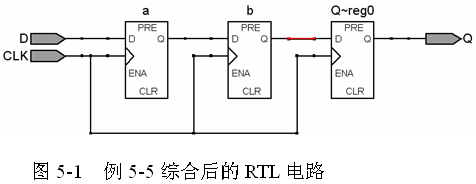 a b Q~reg0
PRE PRE PRE
D D Q D Q D Q Q
CLK
ENA ENA ENA
CLR CLR CLR
图 5-1 例 5-5 综合后的 RTL 电路